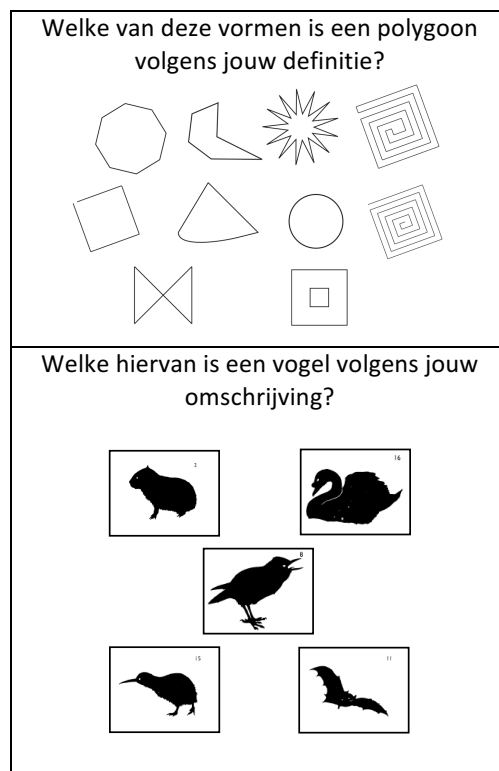 Welke van deze vormen is een polygoon
volgens jouw definitie?
Welke hiervan is een vogel volgens jouw
omschrijving?
2
16
8
15
11